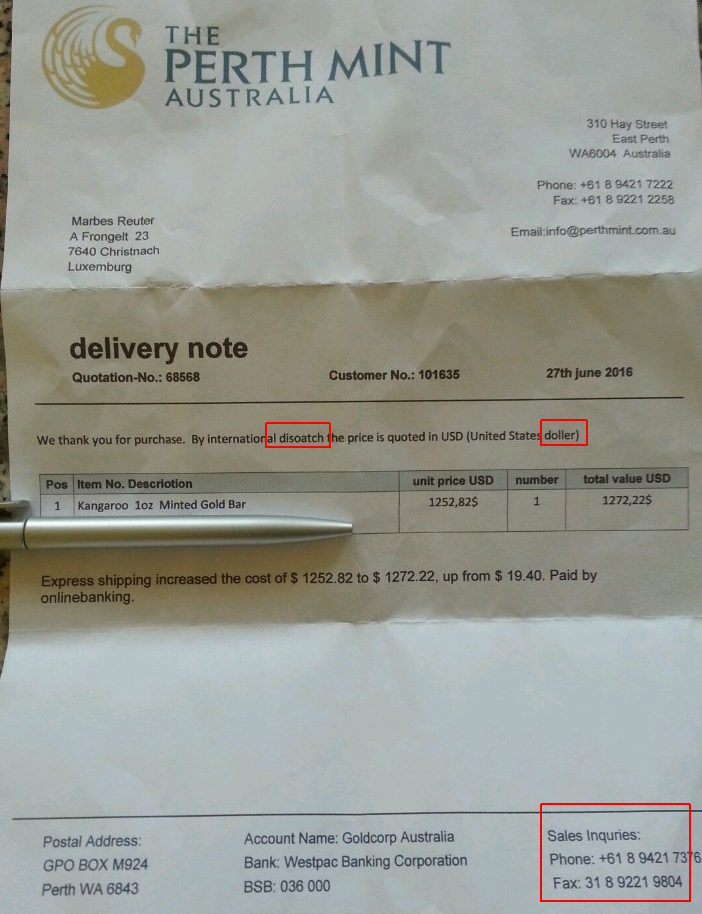 THE
PERTH MINT
AUSTRALIA
310 Hay Street
East Perth
WA6004 Australia
Phone: +61 8 9421 7222
Fax: +61 8 9221 2258
Email:info@perthmint.com.au
Marbes Reuter
A Frongelt 23
7640 Christnach
Luxemburg
delivery note
Quotation-No.: 68568 Customer No.: 101635 27th june 2016
We thank you for purchase. By international disoatch the price is quoted in USD (United States doller)
Pos Item No. Descriotion unit price USD number total value USD
1 Kangaroo 1oz Minted Gold Bar 1252,82$ 1 1272,22$
Express shipping increased the cost of $ 1252.82 to $ 1272.22, up from $ 19.40. Paid by
onlinebanking.
Postal Address:
GPO BOX M924
Perth WA 6843
Account Name: Goldcorp Australia
Bank: Westpac Banking Corporation
BSB: 036 000
Sales Inquries:
Phone: +61 8 9421 7376
Fax: 31 8 9221 9804